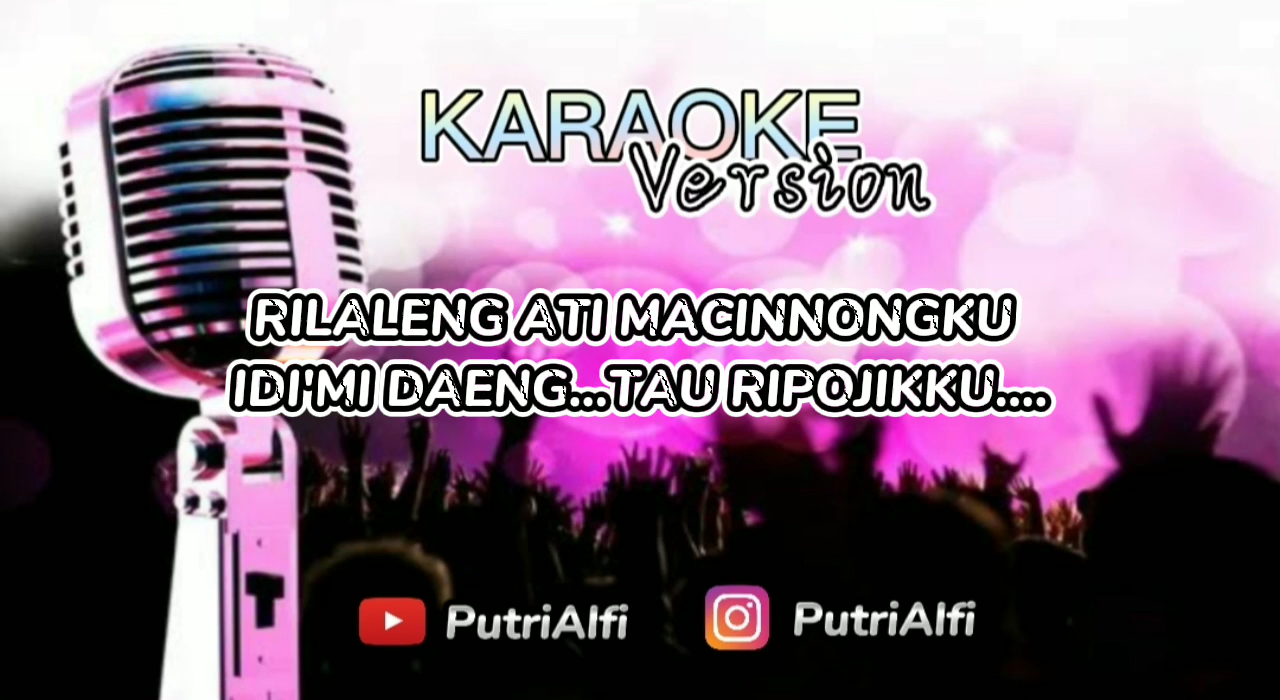 KARAOKE
Version
RILALENG ATI MACINNONGKU
IDI'MI DAENG...TAU RIPOJIKKU....
PutriAlfi PutriAlfi